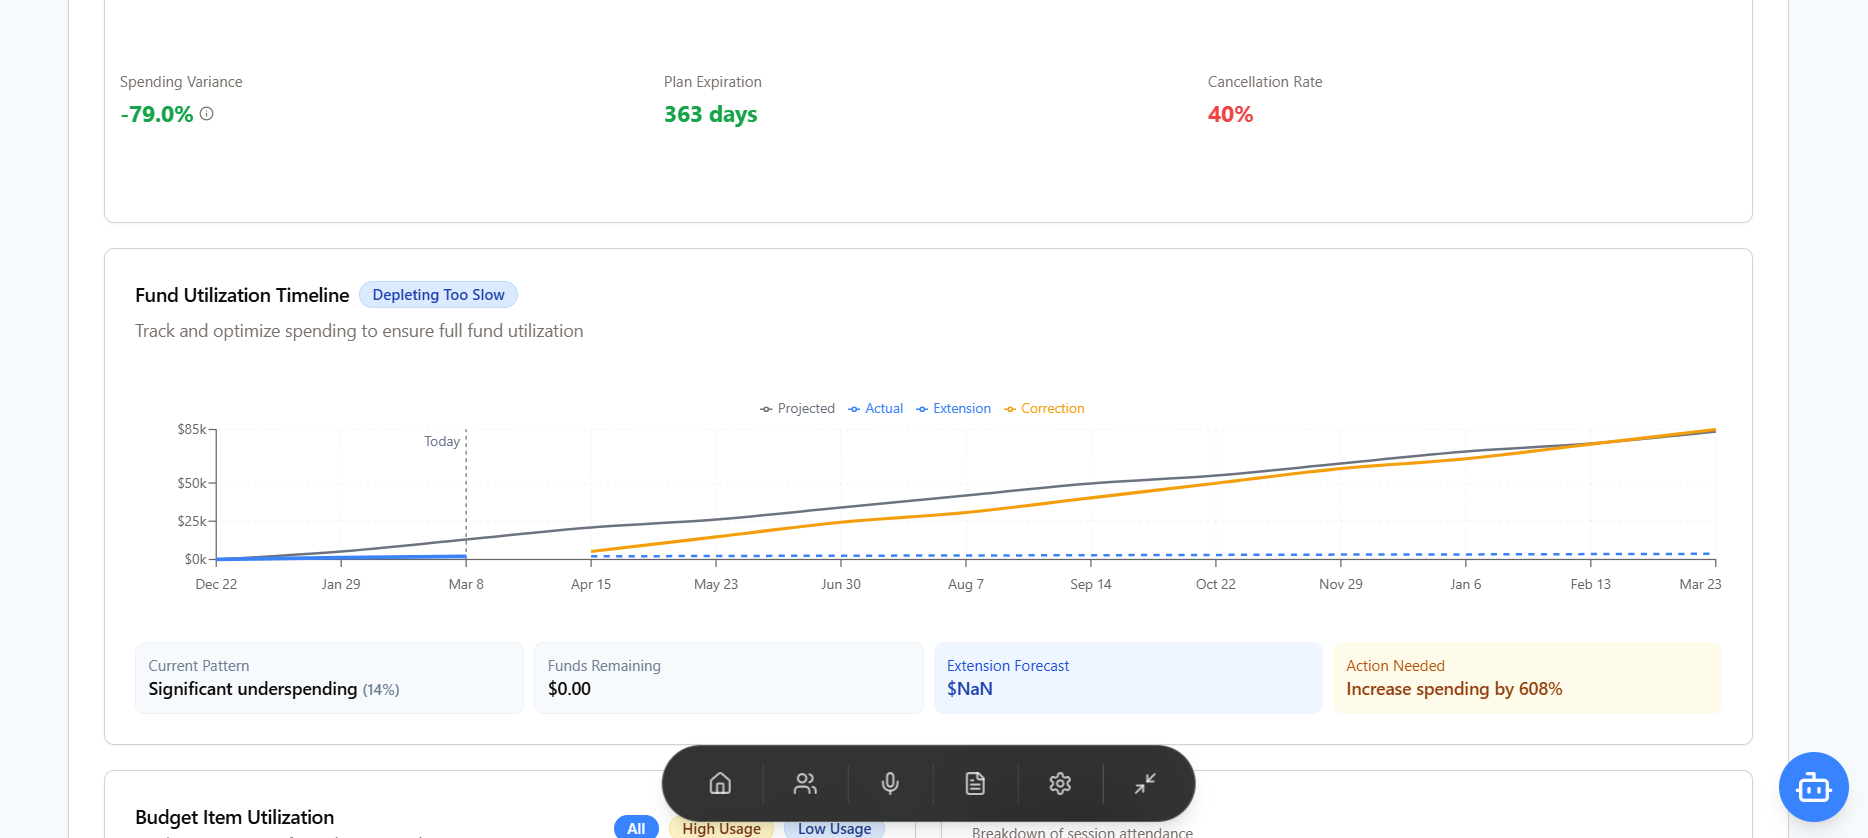 Spending Variance
-79.0%
Plan Expiration
363 days
Cancellation Rate
40%
Fund Utilization Timeline
Depleting Too Slow
Track and optimize spending to ensure full fund utilization
Projected Actual Extension Correction
$85k
$50k
$25k
$0k
Today
Dec 22 Jan 29 Mar 8 Apr 15 May 23 Jun 30 Aug 7 Sep 14 Oct 22 Nov 29 Jan 6 Feb 13 Mar 23
Current Pattern
Significant underspending (14%)
Funds Remaining
$0.00
Extension Forecast
$NaN
Action Needed
Increase spending by 608%
Budget Item Utilization
All High Usage Low Usage
Breakdown of session attendance